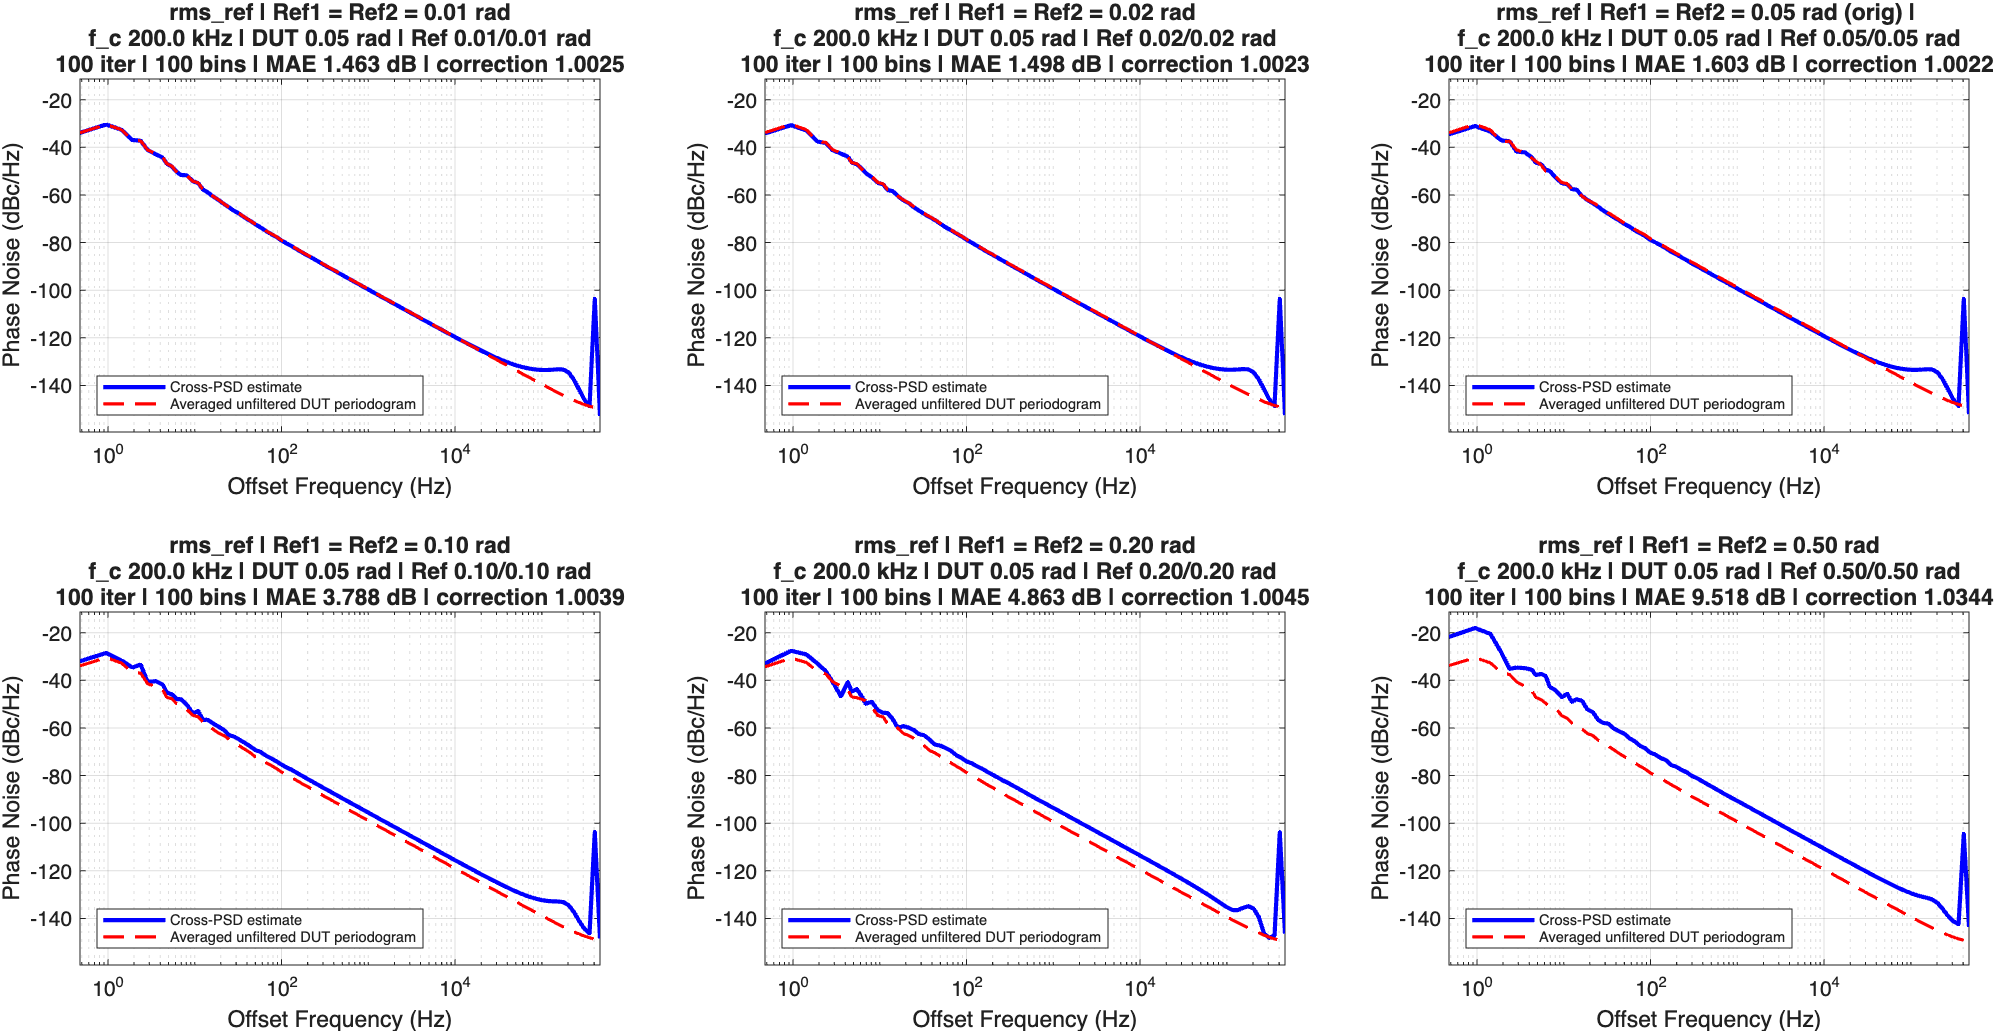 rms_ref | Ref1 = Ref2 = 0.01 rad
f_c 200.0 kHz | DUT 0.05 rad | Ref 0.01/0.01 rad
100 iter | 100 bins | MAE 1.463 dB | correction 1.0025
-20
-40
-60
-80
-100
-120
-140
Phase Noise (dBc/Hz)
Cross-PSD estimate
Averaged unfiltered DUT periodogram
10^0
10^2
10^4
Offset Frequency (Hz)
rms_ref | Ref1 = Ref2 = 0.02 rad
f_c 200.0 kHz | DUT 0.05 rad | Ref 0.02/0.02 rad
100 iter | 100 bins | MAE 1.498 dB | correction 1.0023
-20
-40
-60
-80
-100
-120
-140
Phase Noise (dBc/Hz)
Cross-PSD estimate
Averaged unfiltered DUT periodogram
10^0
10^2
10^4
Offset Frequency (Hz)
rms_ref | Ref1 = Ref2 = 0.05 rad (orig) |
f_c 200.0 kHz | DUT 0.05 rad | Ref 0.05/0.05 rad
100 iter | 100 bins | MAE 1.603 dB | correction 1.0022
-20
-40
-60
-80
-100
-120
-140
Phase Noise (dBc/Hz)
Cross-PSD estimate
Averaged unfiltered DUT periodogram
10^0
10^2
10^4
Offset Frequency (Hz)
rms_ref | Ref1 = Ref2 = 0.10 rad
f_c 200.0 kHz | DUT 0.05 rad | Ref 0.10/0.10 rad
100 iter | 100 bins | MAE 3.788 dB | correction 1.0039
-20
-40
-60
-80
-100
-120
-140
Phase Noise (dBc/Hz)
Cross-PSD estimate
Averaged unfiltered DUT periodogram
10^0
10^2
10^4
Offset Frequency (Hz)
rms_ref | Ref1 = Ref2 = 0.20 rad
f_c 200.0 kHz | DUT 0.05 rad | Ref 0.20/0.20 rad
100 iter | 100 bins | MAE 4.863 dB | correction 1.0045
-20
-40
-60
-80
-100
-120
-140
Phase Noise (dBc/Hz)
Cross-PSD estimate
Averaged unfiltered DUT periodogram
10^0
10^2
10^4
Offset Frequency (Hz)
rms_ref | Ref1 = Ref2 = 0.50 rad
f_c 200.0 kHz | DUT 0.05 rad | Ref 0.50/0.50 rad
100 iter | 100 bins | MAE 9.518 dB | correction 1.0344
-20
-40
-60
-80
-100
-120
-140
Phase Noise (dBc/Hz)
Cross-PSD estimate
Averaged unfiltered DUT periodogram
10^0
10^2
10^4
Offset Frequency (Hz)